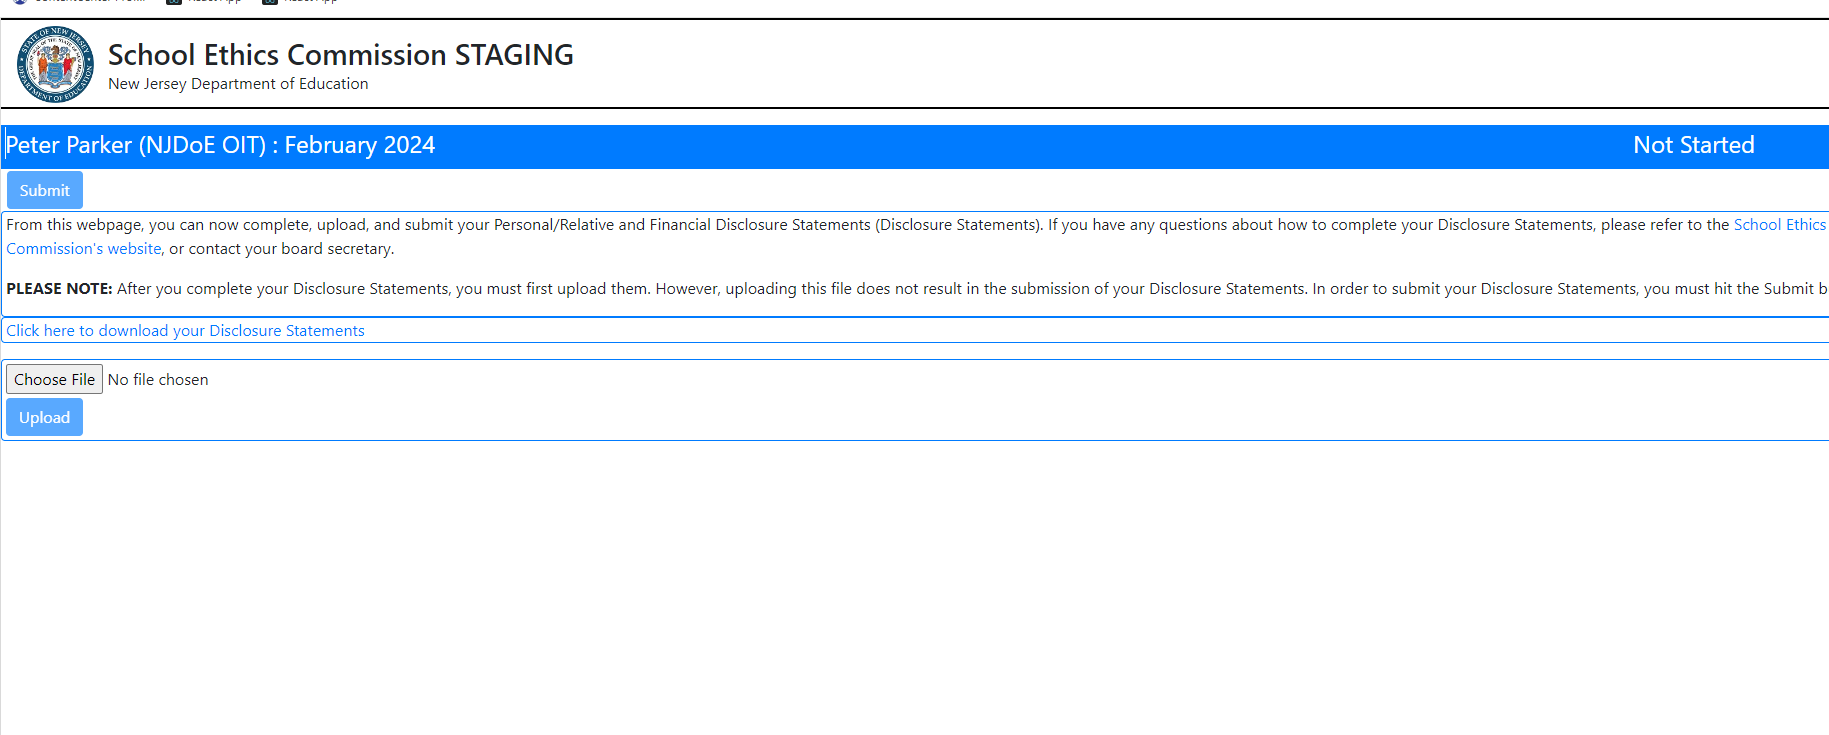 School Ethics Commission STAGING
New Jersey Department of Education
Peter Parker (NJDoE OIT) : February 2024
Not Started
Submit
From this webpage, you can now complete, upload, and submit your Personal/Relative and Financial Disclosure Statements (Disclosure Statements). If you have any questions about how to complete your Disclosure Statements, please refer to the School Ethics
Commission's website, or contact your board secretary.
PLEASE NOTE: After you complete your Disclosure Statements, you must first upload them. However, uploading this file does not result in the submission of your Disclosure Statements. In order to submit your Disclosure Statements, you must hit the Submit b
Click here to download your Disclosure Statements
Choose File No file chosen
Upload